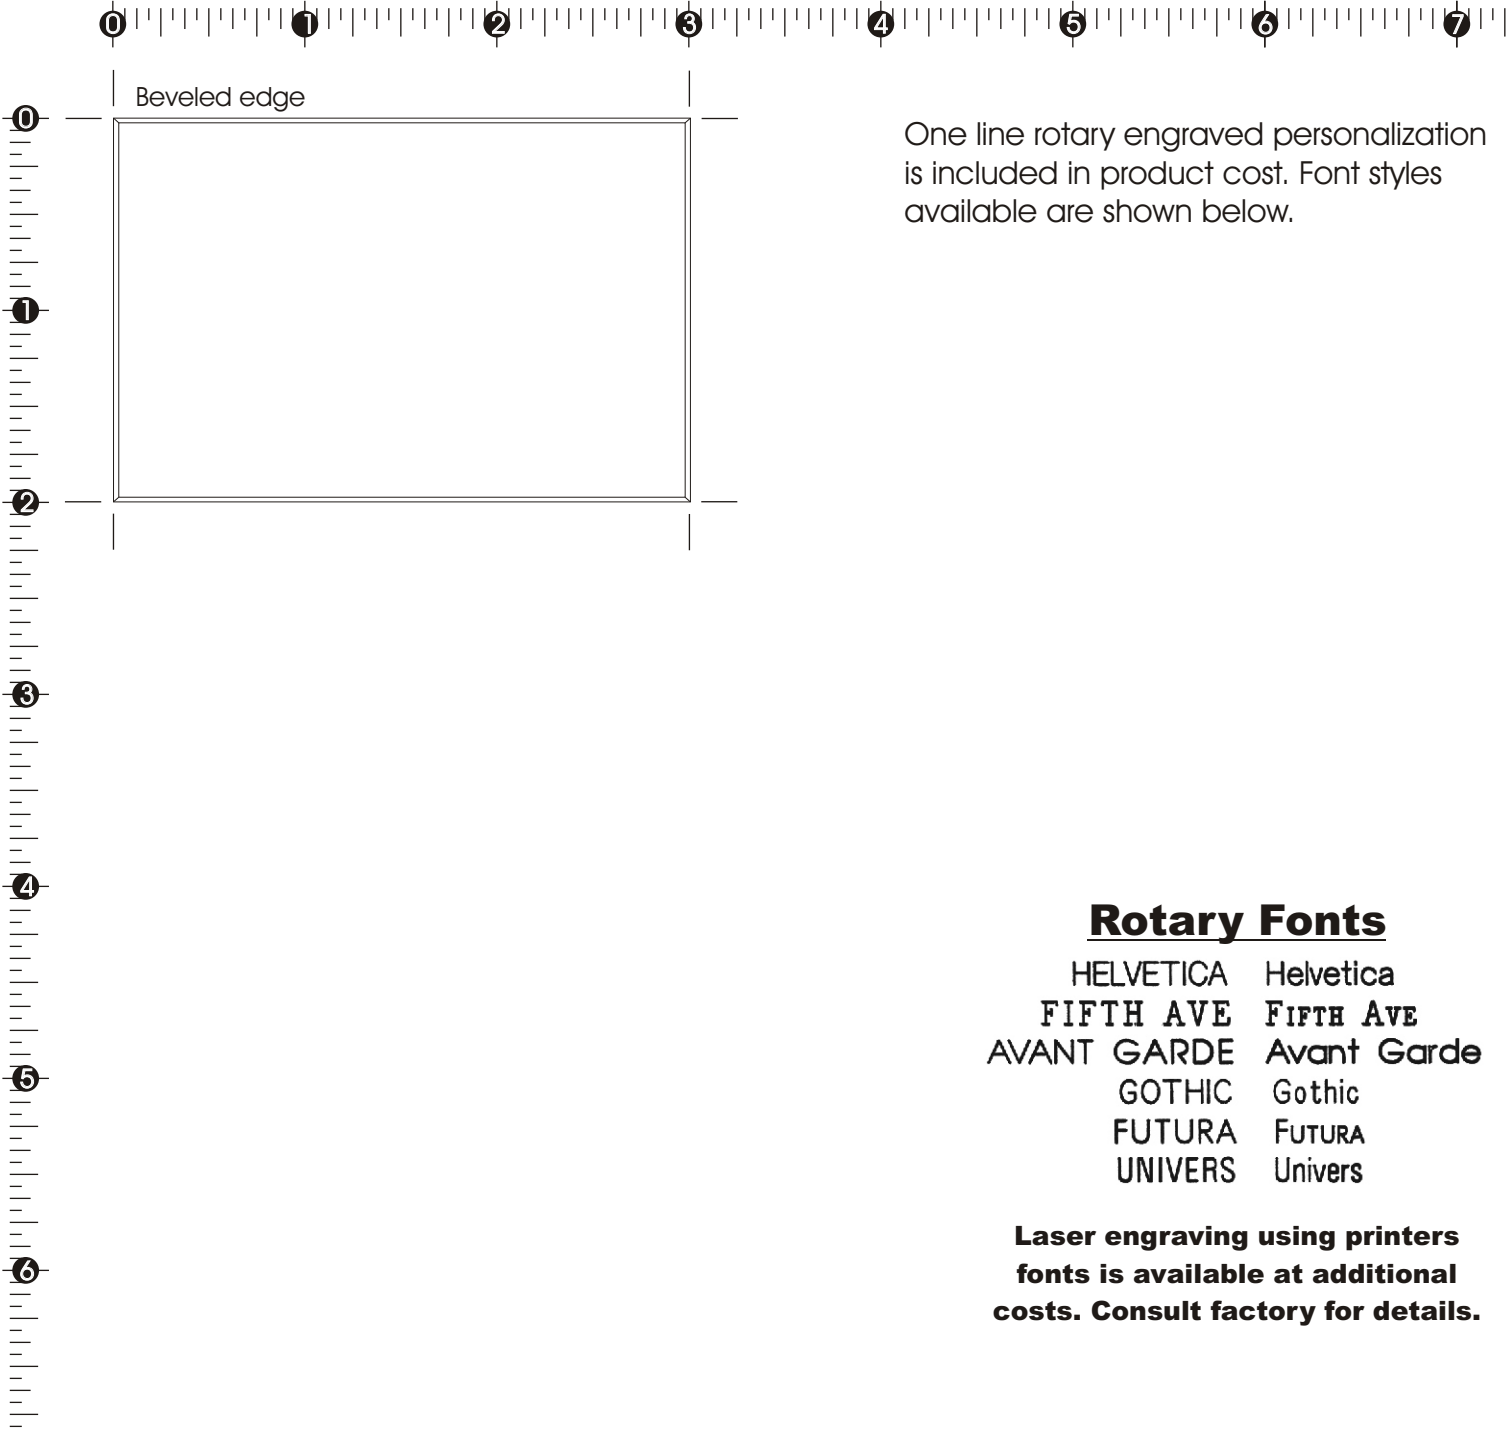 0 1 2 3 4 5 6 7
Beveled edge
0
1
2
3
4
5
6
One line rotary engraved personalization
is included in product cost. Font styles
available are shown below.
Rotary Fonts
HELVETICA Helvetica
FIFTH AVE FIFTH AVE
AVANT GARDE Avant Garde
GOTHIC Gothic
FUTURA FUTURA
UNIVERS Univers
Laser engraving using printers
fonts is available at additional
costs. Consult factory for details.